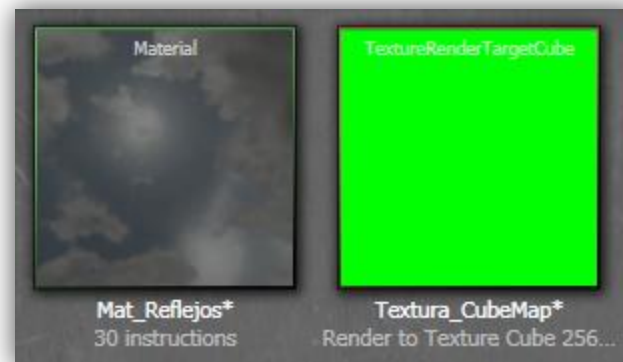 Material
TextureRenderTargetCube
Mat_Reflejos*
Textura_CubeMap*
30 instructions
Render to Texture Cube 256...